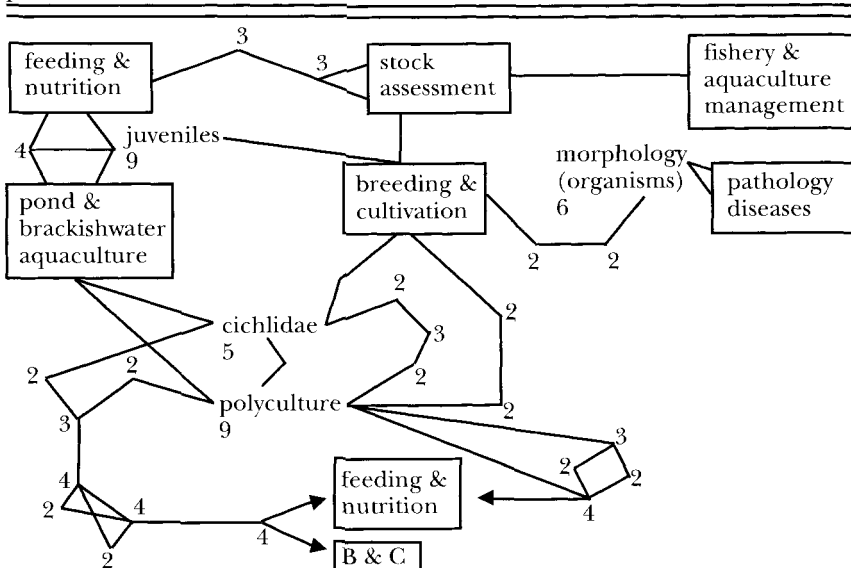 3
feeding &
nutrition
3
stock
assessment
fishery &
aquaculture
management
4
9
juveniles
morphology
(organisms)
6
pathology
diseases
pond &
brackishwater
aquaculture
breeding &
cultivation
2
2
cichlidae
5
2
3
2
2
2
2
2
3
polyculture
9
3
2
2
4
4
2
4
2
4
feeding &
nutrition
B & C